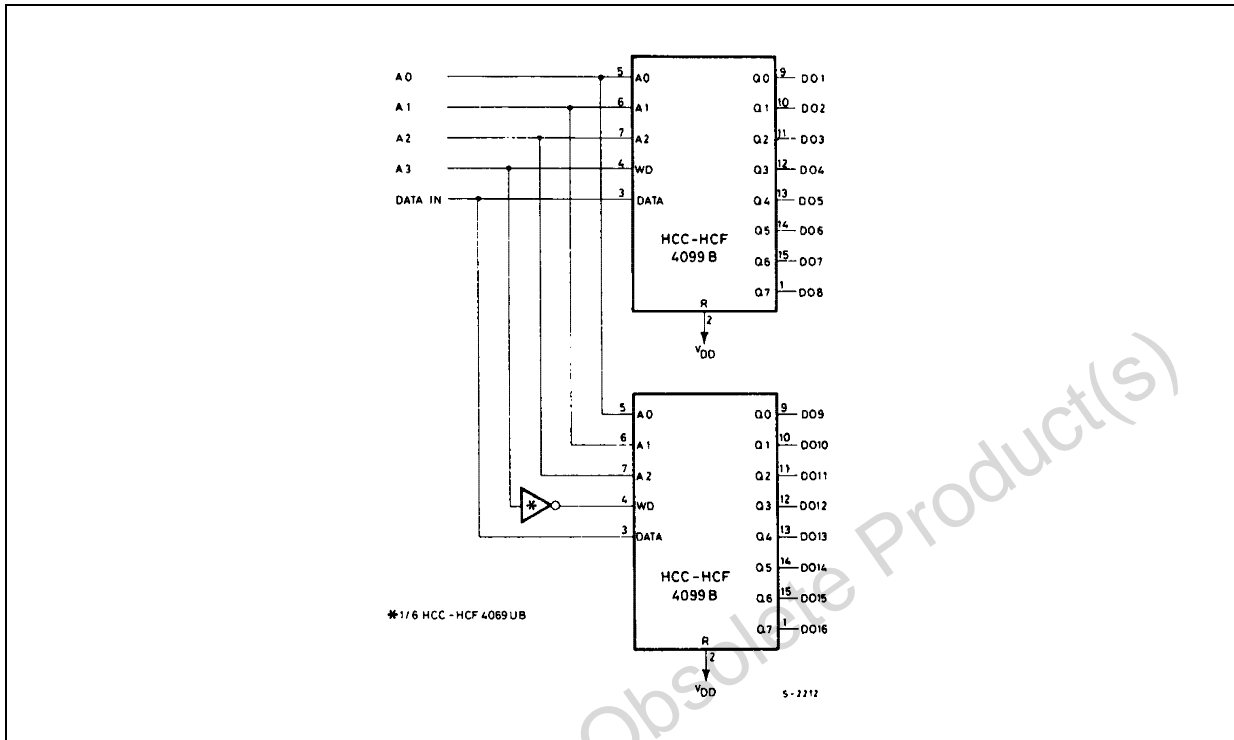 A0
A1
A2
A3
DATA IN
5 A0
6 A1
7 A2
4 WD
3 DATA
HCC-HCF
4099B
Q0 9 DO1
Q1 10 DO2
Q2 11 DO3
Q3 12 DO4
Q4 13 DO5
Q5 14 DO6
Q6 15 DO7
Q7 1 DO8
R
2
VDD
5 A0
6 A1
7 A2
4 WD
3 DATA
*
HCC-HCF
4099B
Q0 9 DO9
Q1 10 DO10
Q2 11 DO11
Q3 12 DO12
Q4 13 DO13
Q5 14 DO14
Q6 15 DO15
Q7 1 DO16
R
2
VDD
*1/6 HCC-HCF 4069UB
S-2212
Obsolete Product(s)